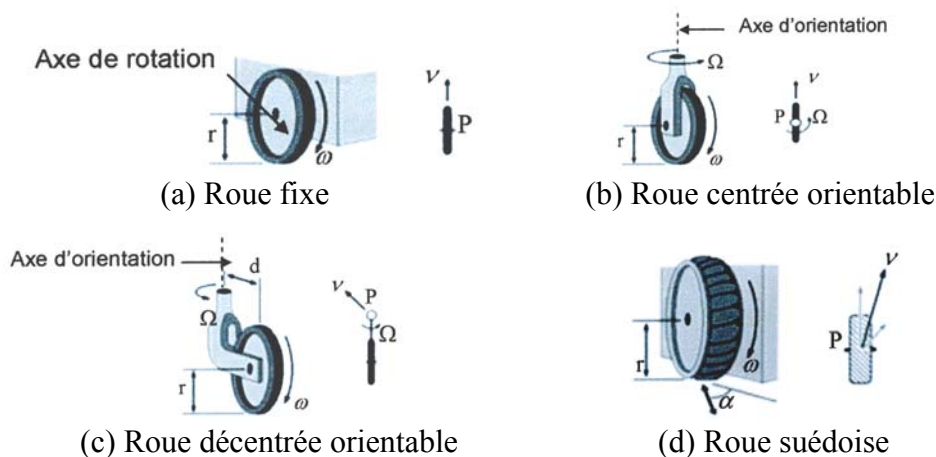 Axe de rotation
r
ω
ν
P
(a) Roue fixe
Axe d'orientation
Ω
r
ω
ν
P
Ω
(b) Roue centrée orientable
Axe d'orientation
d
Ω
r
ω
ν
P
Ω
(c) Roue décentrée orientable
r
ω
α
ν
P
(d) Roue suédoise